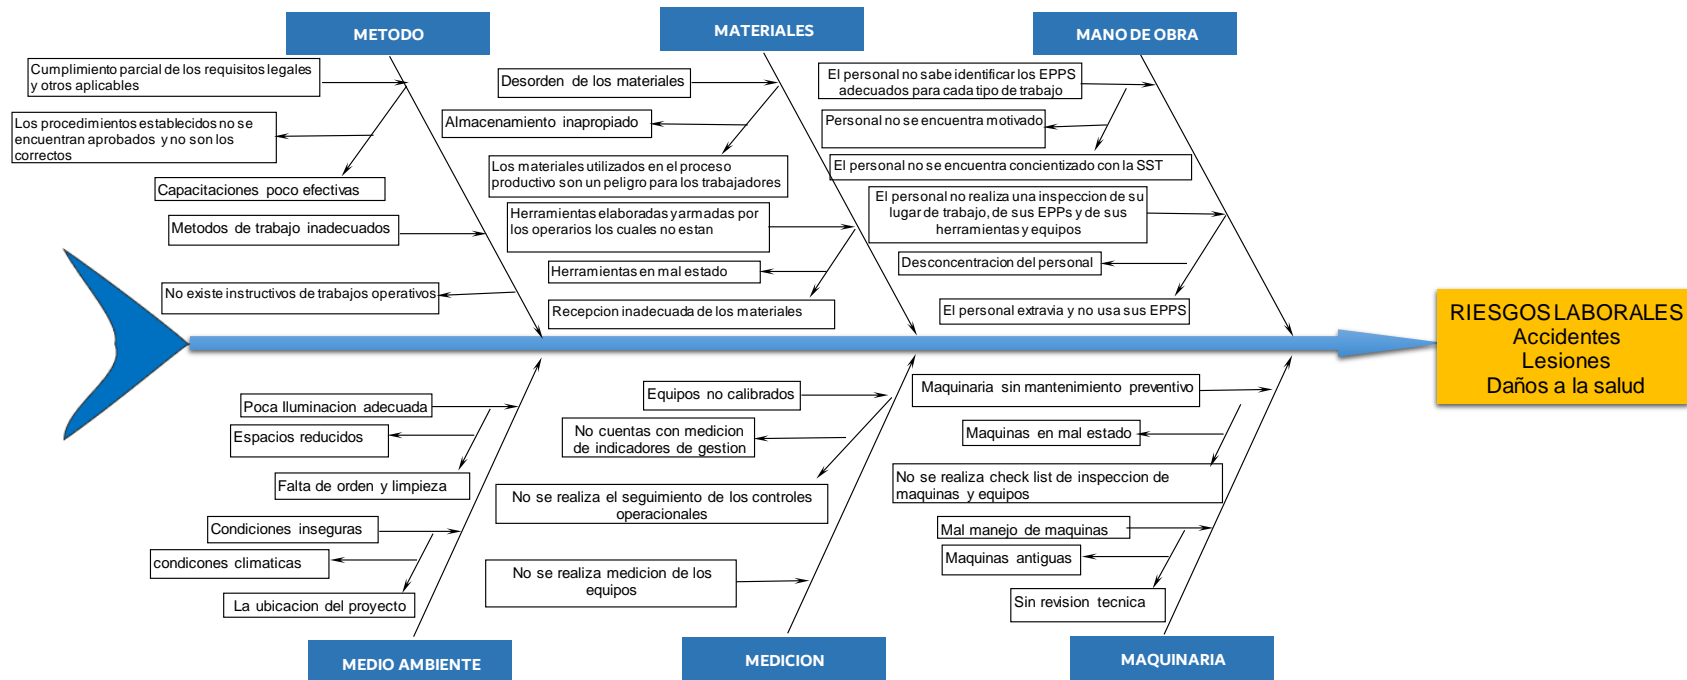 METODO
MATERIALES
MANO DE OBRA
Cumplimiento parcial de los requisitos legales
y otros aplicables
Los procedimientos establecidos no se
encuentran aprobados y no son los
correctos
Capacitaciones poco efectivas
Metodos de trabajo inadecuados
No existe instructivos de trabajos operativos
Desorden de los materiales
Almacenamiento inapropiado
Los materiales utilizados en el proceso
productivo son un peligro para los trabajadores
Herramientas elaboradas y armadas por
los operarios los cuales no estan
Herramientas en mal estado
Recepcion inadecuada de los materiales
El personal no sabe identificar los EPPS
adecuados para cada tipo de trabajo
Personal no se encuentra motivado
El personal no se encuentra concientizado con la SST
El personal no realiza una inspeccion de su
lugar de trabajo, de sus EPPs y de sus
herramientas y equipos
Desconcentracion del personal
El personal extravia y no usa sus EPPS
RIESGOS LABORALES
Accidentes
Lesiones
Daños a la salud
Poca Iluminacion adecuada
Espacios reducidos
Falta de orden y limpieza
Condiciones inseguras
condicones climaticas
La ubicacion del proyecto
Equipos no calibrados
No cuentas con medicion
de indicadores de gestion
No se realiza el seguimiento de los controles
operacionales
No se realiza medicion de los
equipos
Maquinaria sin mantenimiento preventivo
Maquinas en mal estado
No se realiza check list de inspeccion de
maquinas y equipos
Mal manejo de maquinas
Maquinas antiguas
Sin revision tecnica
MEDIO AMBIENTE
MEDICION
MAQUINARIA